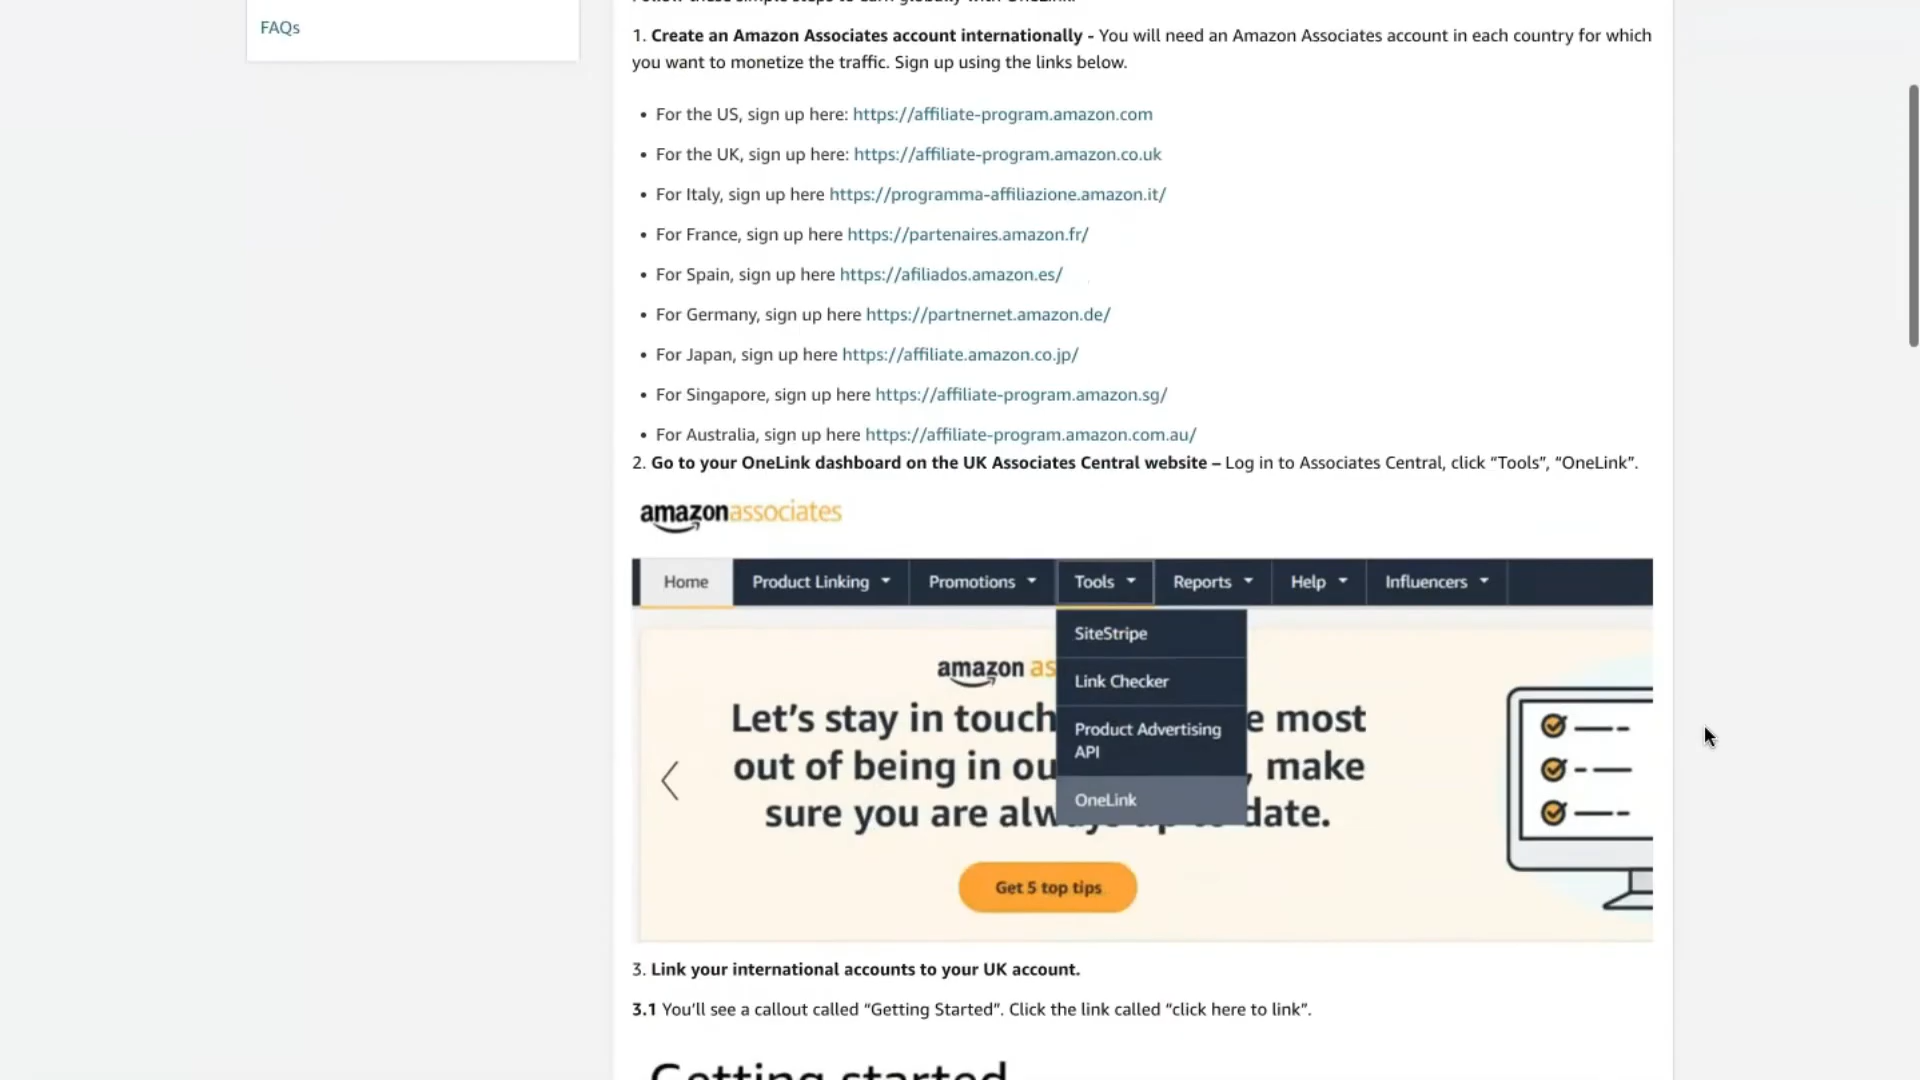 FAQs
1. Create an Amazon Associates account internationally - You will need an Amazon Associates account in each country for which
you want to monetize the traffic. Sign up using the links below.
• For the US, sign up here: https://affiliate-program.amazon.com
• For the UK, sign up here: https://affiliate-program.amazon.co.uk
• For Italy, sign up here https://programma-affiliazione.amazon.it/
• For France, sign up here https://partenaires.amazon.fr/
• For Spain, sign up here https://afiliados.amazon.es/
• For Germany, sign up here https://partnernet.amazon.de/
• For Japan, sign up here https://affiliate.amazon.co.jp/
• For Singapore, sign up here https://affiliate-program.amazon.sg/
• For Australia, sign up here https://affiliate-program.amazon.com.au/
2. Go to your OneLink dashboard on the UK Associates Central website – Log in to Associates Central, click “Tools”, “OneLink”.
amazonassociates
Home Product Linking Promotions Tools Reports Help Influencers
SiteStripe
Link Checker
Product Advertising
API
OneLink
amazon as
Let’s stay in touch e most
out of being in ou , make
sure you are date.
Get 5 top tips
3. Link your international accounts to your UK account.
3.1 You’ll see a callout called “Getting Started”. Click the link called “click here to link”.
Getting started